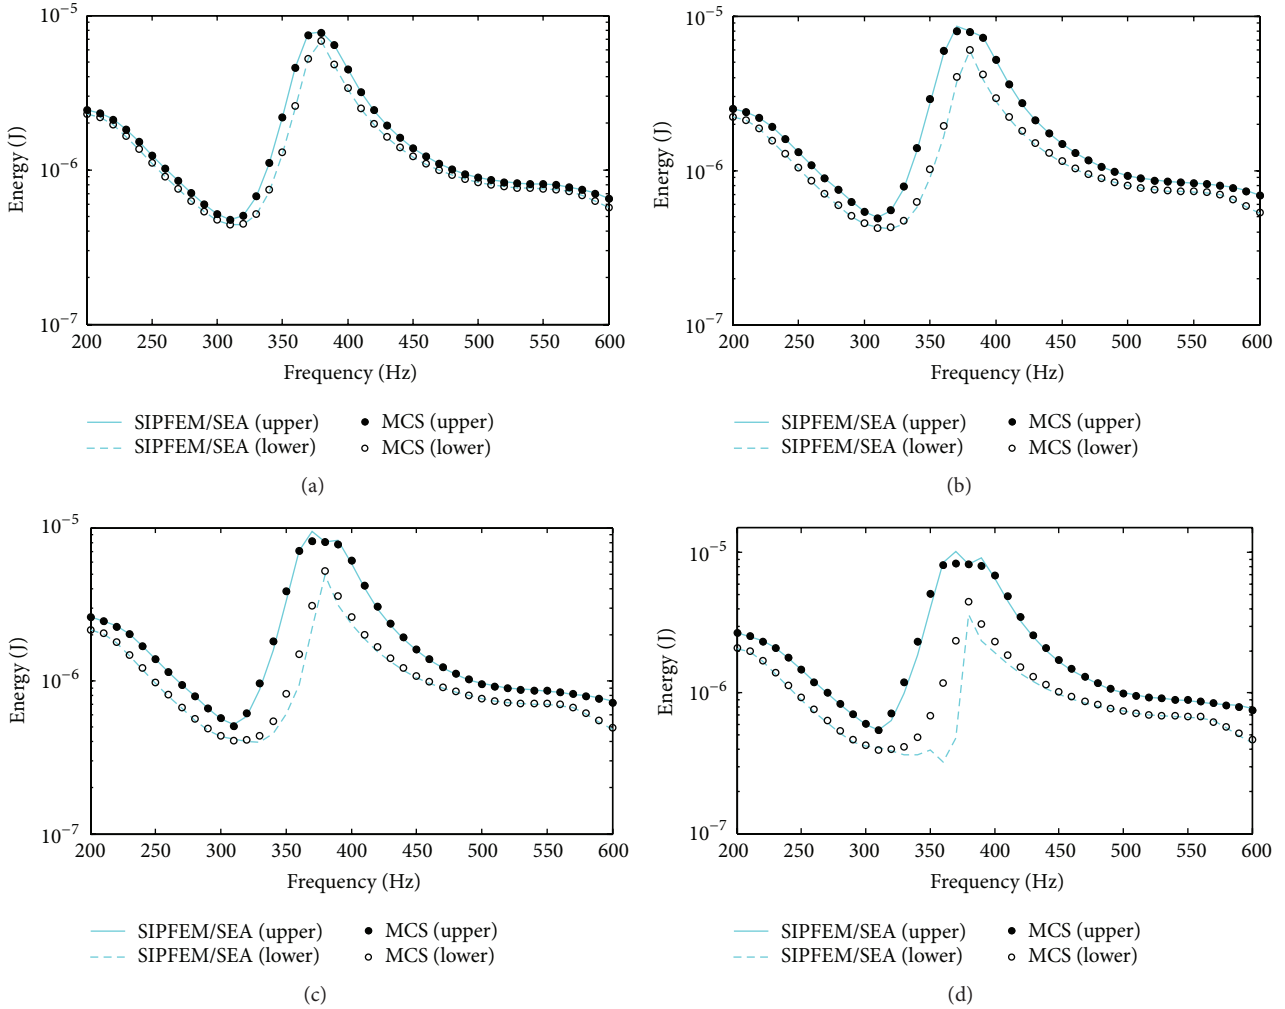 10−5
10−6
10−7
Energy (J)
200 250 300 350 400 450 500 550 600
Frequency (Hz)
SIPFEM/SEA (upper)
SIPFEM/SEA (lower)
MCS (upper)
MCS (lower)
(a)
10−5
10−6
10−7
Energy (J)
200 250 300 350 400 450 500 550 600
Frequency (Hz)
SIPFEM/SEA (upper)
SIPFEM/SEA (lower)
MCS (upper)
MCS (lower)
(b)
10−5
10−6
10−7
Energy (J)
200 250 300 350 400 450 500 550 600
Frequency (Hz)
SIPFEM/SEA (upper)
SIPFEM/SEA (lower)
MCS (upper)
MCS (lower)
(c)
10−5
10−6
10−7
Energy (J)
200 250 300 350 400 450 500 550 600
Frequency (Hz)
SIPFEM/SEA (upper)
SIPFEM/SEA (lower)
MCS (upper)
MCS (lower)
(d)